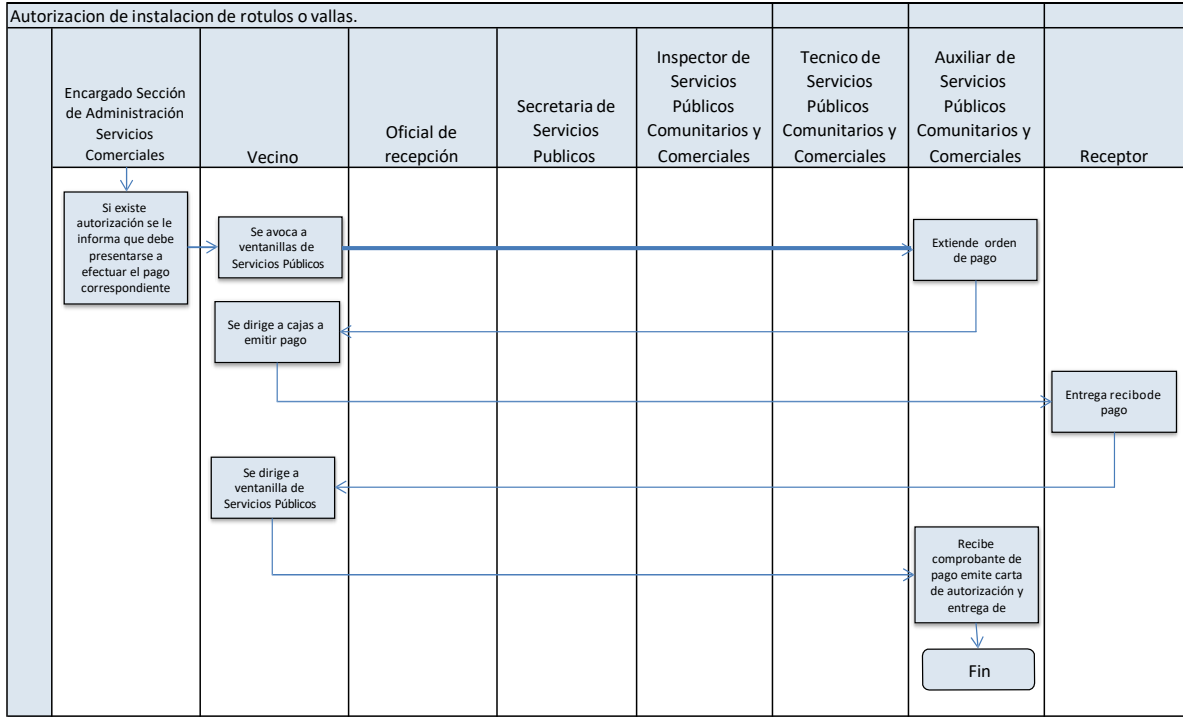 Autorizacion de instalacion de rotulos o vallas.
Encargado Sección
de Administración
Servicios
Comerciales
Vecino
Oficial de
recepción
Secretaria de
Servicios
Publicos
Inspector de
Servicios
Públicos
Comunitarios y
Comerciales
Tecnico de
Servicios
Públicos
Comunitarios y
Comerciales
Auxiliar de
Servicios
Públicos
Comunitarios y
Comerciales
Receptor
Si existe
autorización se le
informa que debe
presentarse a
efectuar el pago
correspondiente
Se avoca a
ventanillas de
Servicios Públicos
Extiende orden
de pago
Se dirige a cajas a
emitir pago
Entrega recibode
pago
Se dirige a
ventanilla de
Servicios Públicos
Recibe
comprobante de
pago emite carta
de autorización y
entrega de
Fin